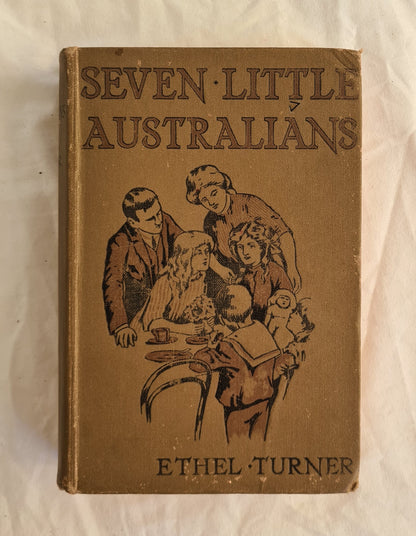 SEVEN · LITTLE
AUSTRALIANS
ETHEL · TURNER